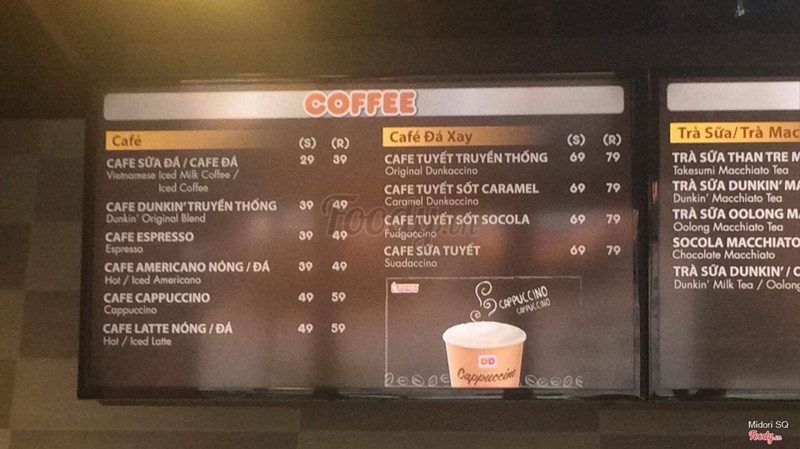 COFFEE
Café (S) (R)
CAFE SỮA ĐÁ / CAFE ĐÁ 29 39
Vietnamese Iced Milk Coffee /
Iced Coffee
CAFE DUNKIN' TRUYỀN THỐNG 39 49
Dunkin' Original Blend
CAFE ESPRESSO 39 49
Espresso
CAFE AMERICANO NÓNG / ĐÁ 39 49
Hot / Iced Americano
CAFE CAPPUCCINO 49 59
Cappuccino
CAFE LATTE NÓNG / ĐÁ 49 59
Hot / Iced Latte
Café Đá Xay (S) (R)
CAFE TUYẾT TRUYỀN THỐNG 69 79
Original Dunkaccino
CAFE TUYẾT SỐT CARAMEL 69 79
Caramel Dunkaccino
CAFE TUYẾT SỐT SOCOLA 69 79
Fudgaccino
CAFE SỮA TUYẾT 69 79
Suadaccino
CAPPUCCINO
CAPPUCCINO
DD
Cappuccino
Trà Sữa/Trà Mac
TRÀ SỮA THAN TRE M
Takesumi Macchiato Tea
TRÀ SỮA DUNKIN' MA
Dunkin' Macchiato Tea
TRÀ SỮA OOLONG MA
Oolong Macchiato Tea
SOCOLA MACCHIATO
Chocolate Macchiato
TRÀ SỮA DUNKIN' / O
Dunkin' Milk Tea / Oolon
Foody.vn
Midori SQ
Foody.vn